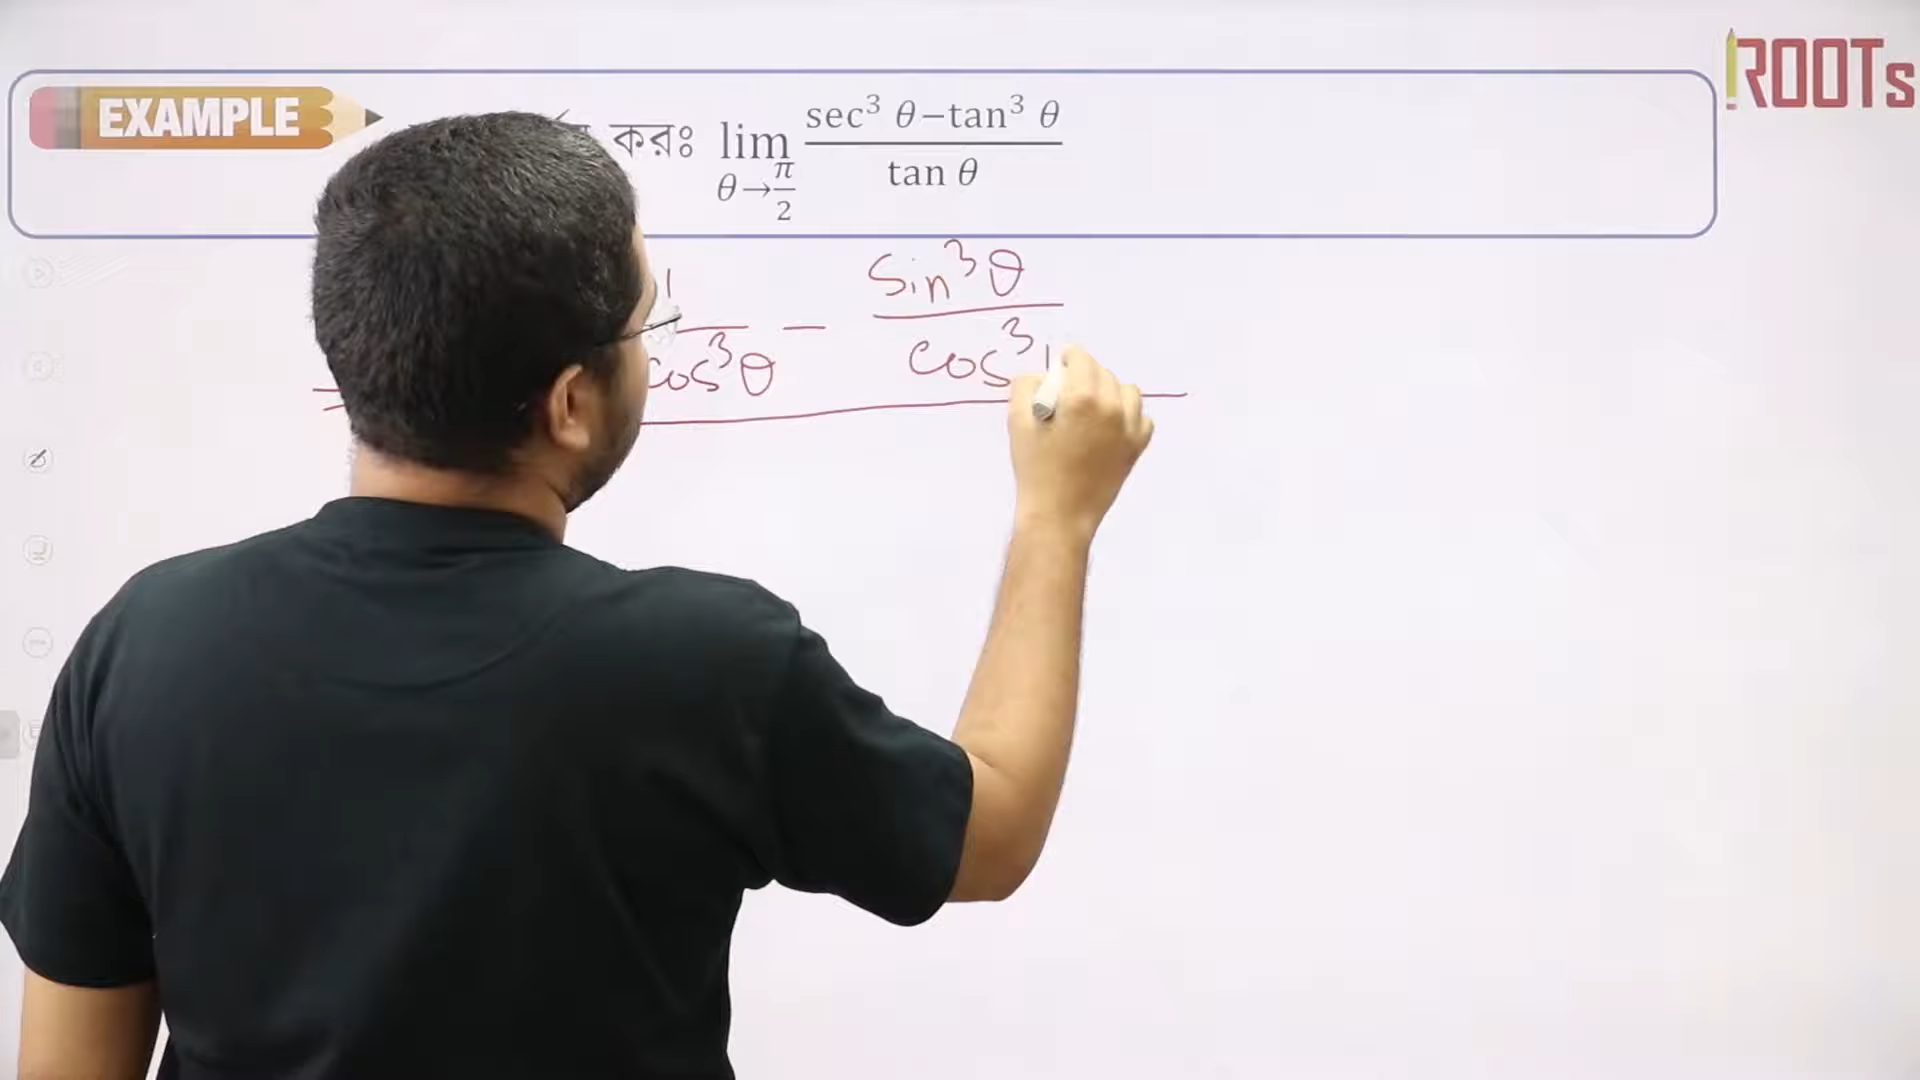 ROOTs
EXAMPLE করঃ lim θ→π/2 sec³ θ−tan³ θ / tan θ
1/cos³θ − sin³θ/cos³
=